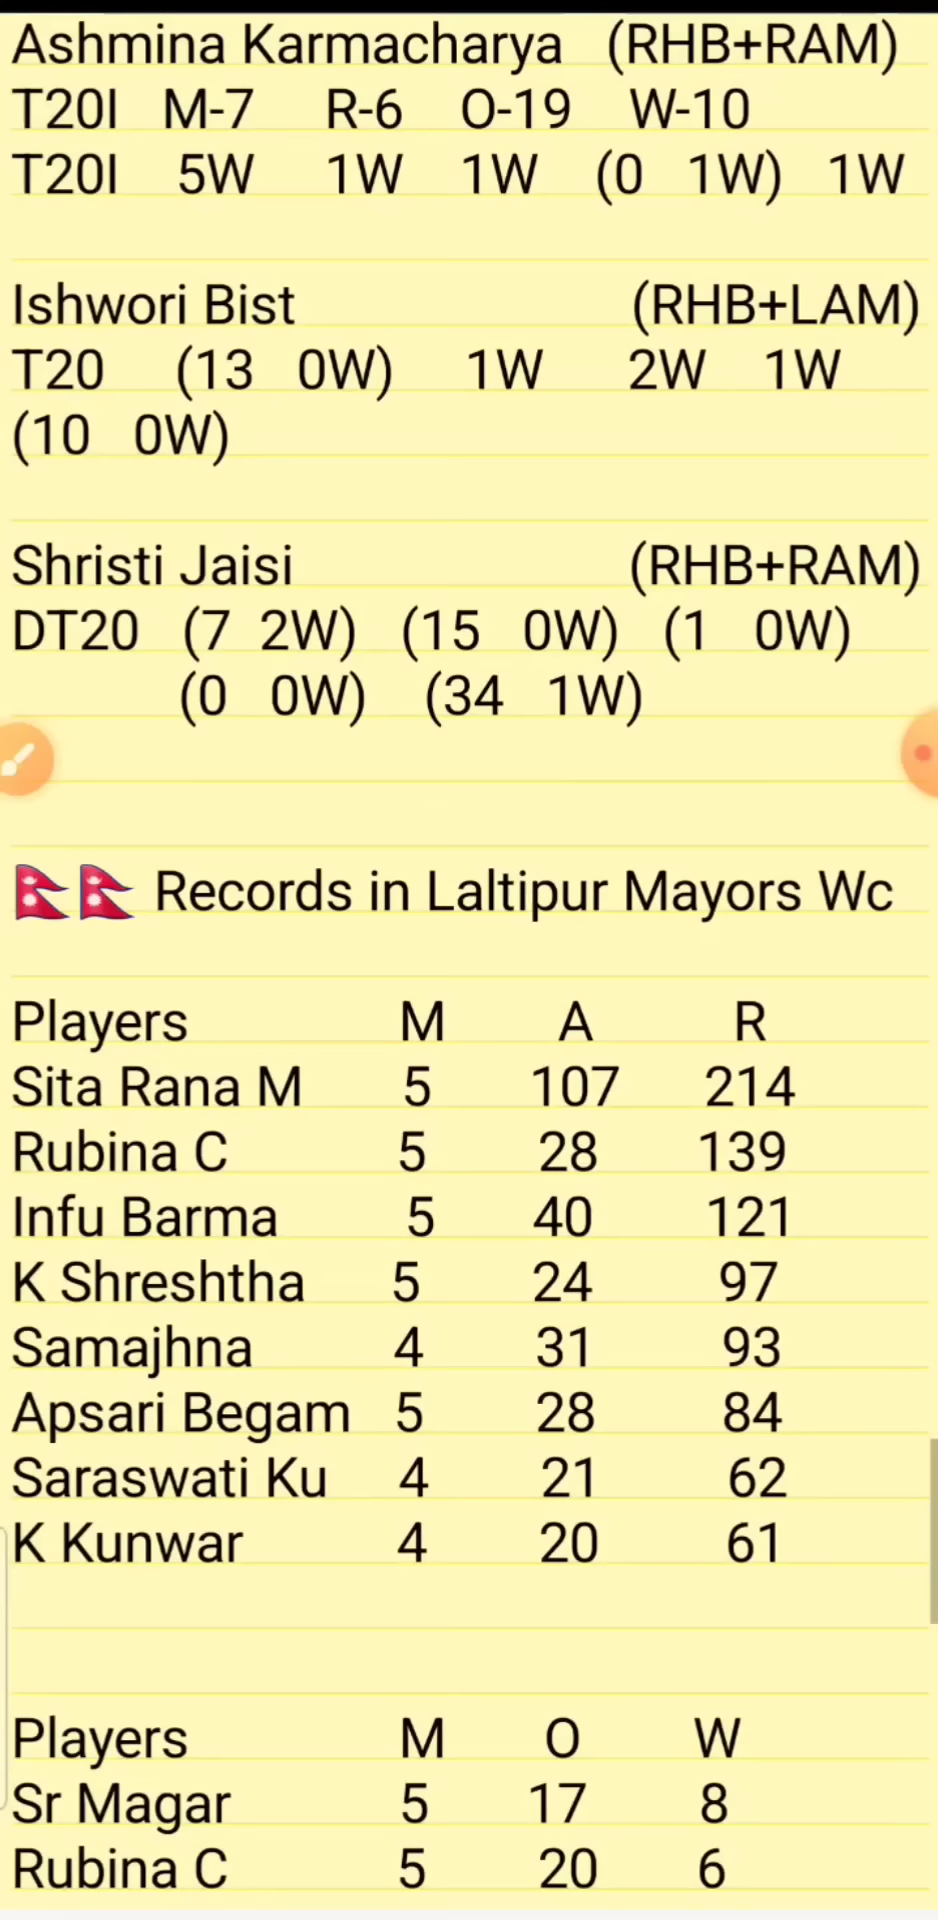 Ashmina Karmacharya (RHB+RAM)
T20I M-7 R-6 O-19 W-10
T20I 5W 1W 1W (0 1W) 1W
Ishwori Bist (RHB+LAM)
T20 (13 0W) 1W 2W 1W
(10 0W)
Shristi Jaisi (RHB+RAM)
DT20 (7 2W) (15 0W) (1 0W)
(0 0W) (34 1W)
🇳🇵🇳🇵 Records in Laltipur Mayors Wc
Players M A R
Sita Rana M 5 107 214
Rubina C 5 28 139
Infu Barma 5 40 121
K Shreshtha 5 24 97
Samajhna 4 31 93
Apsari Begam 5 28 84
Saraswati Ku 4 21 62
K Kunwar 4 20 61
Players M O W
Sr Magar 5 17 8
Rubina C 5 20 6